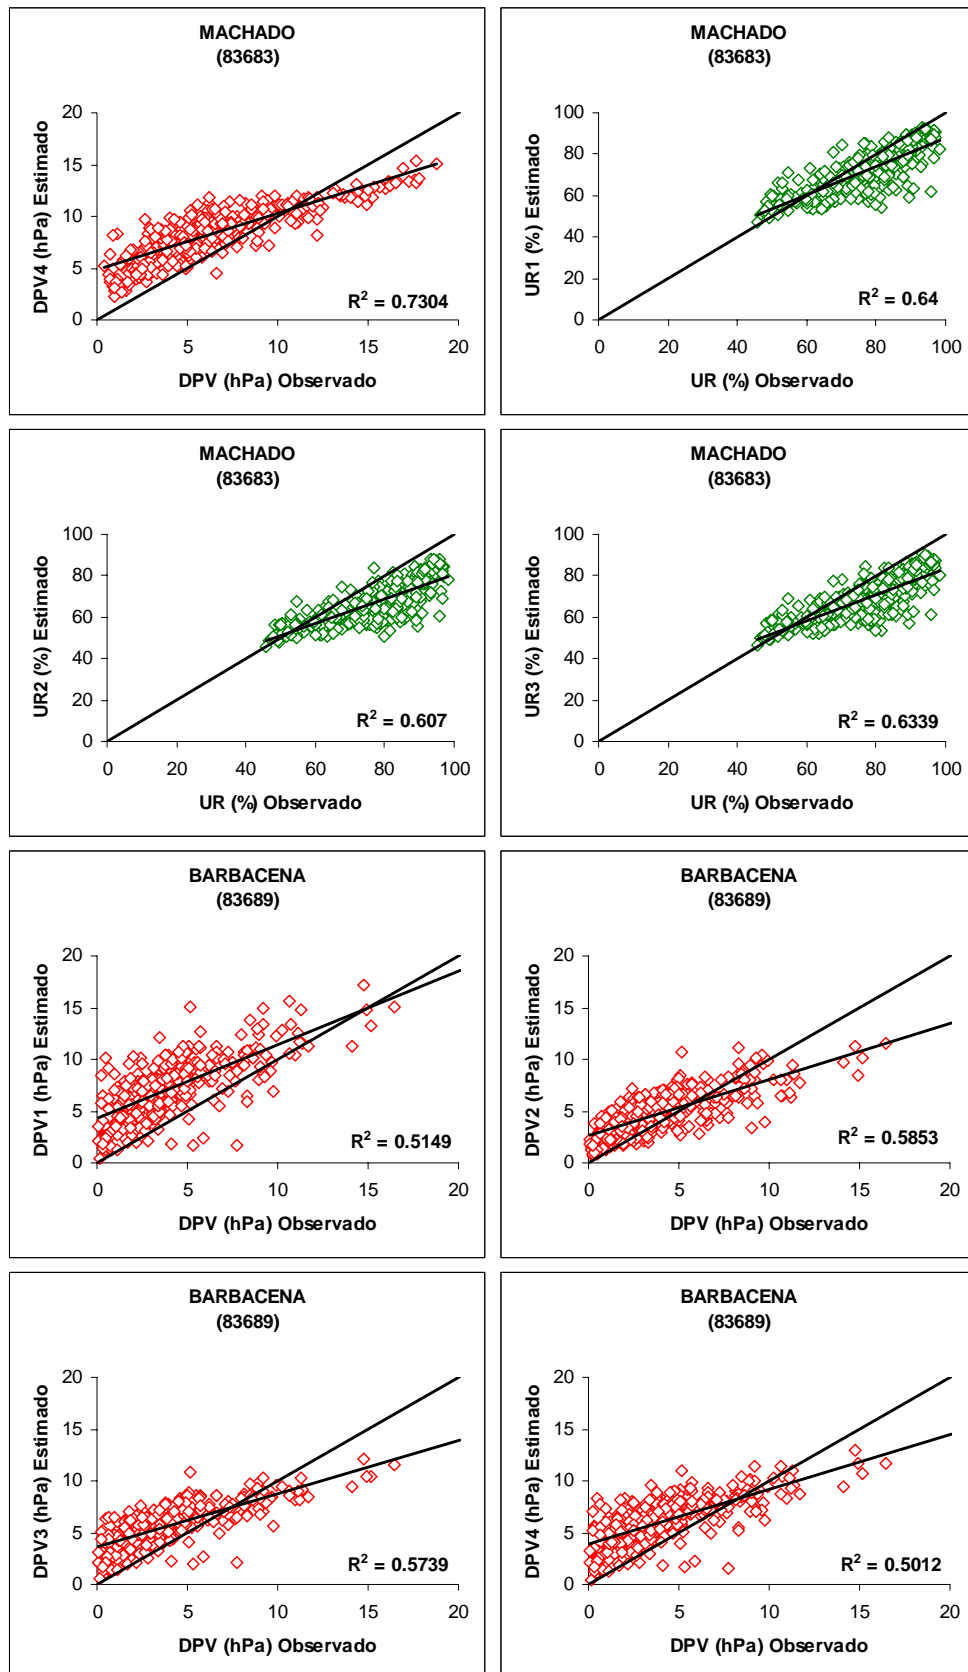 MACHADO
(83683)
20
15
10
5
0
DPV4 (hPa) Estimado
R² = 0.7304
0 5 10 15 20
DPV (hPa) Observado
MACHADO
(83683)
100
80
60
40
20
0
UR1 (%) Estimado
R² = 0.64
0 20 40 60 80 100
UR (%) Observado
MACHADO
(83683)
100
80
60
40
20
0
UR2 (%) Estimado
R² = 0.607
0 20 40 60 80 100
UR (%) Observado
MACHADO
(83683)
100
80
60
40
20
0
UR3 (%) Estimado
R² = 0.6339
0 20 40 60 80 100
UR (%) Observado
BARBACENA
(83689)
20
15
10
5
0
DPV1 (hPa) Estimado
R² = 0.5149
0 5 10 15 20
DPV (hPa) Observado
BARBACENA
(83689)
20
15
10
5
0
DPV2 (hPa) Estimado
R² = 0.5853
0 5 10 15 20
DPV (hPa) Observado
BARBACENA
(83689)
20
15
10
5
0
DPV3 (hPa) Estimado
R² = 0.5739
0 5 10 15 20
DPV (hPa) Observado
BARBACENA
(83689)
20
15
10
5
0
DPV4 (hPa) Estimado
R² = 0.5012
0 5 10 15 20
DPV (hPa) Observado